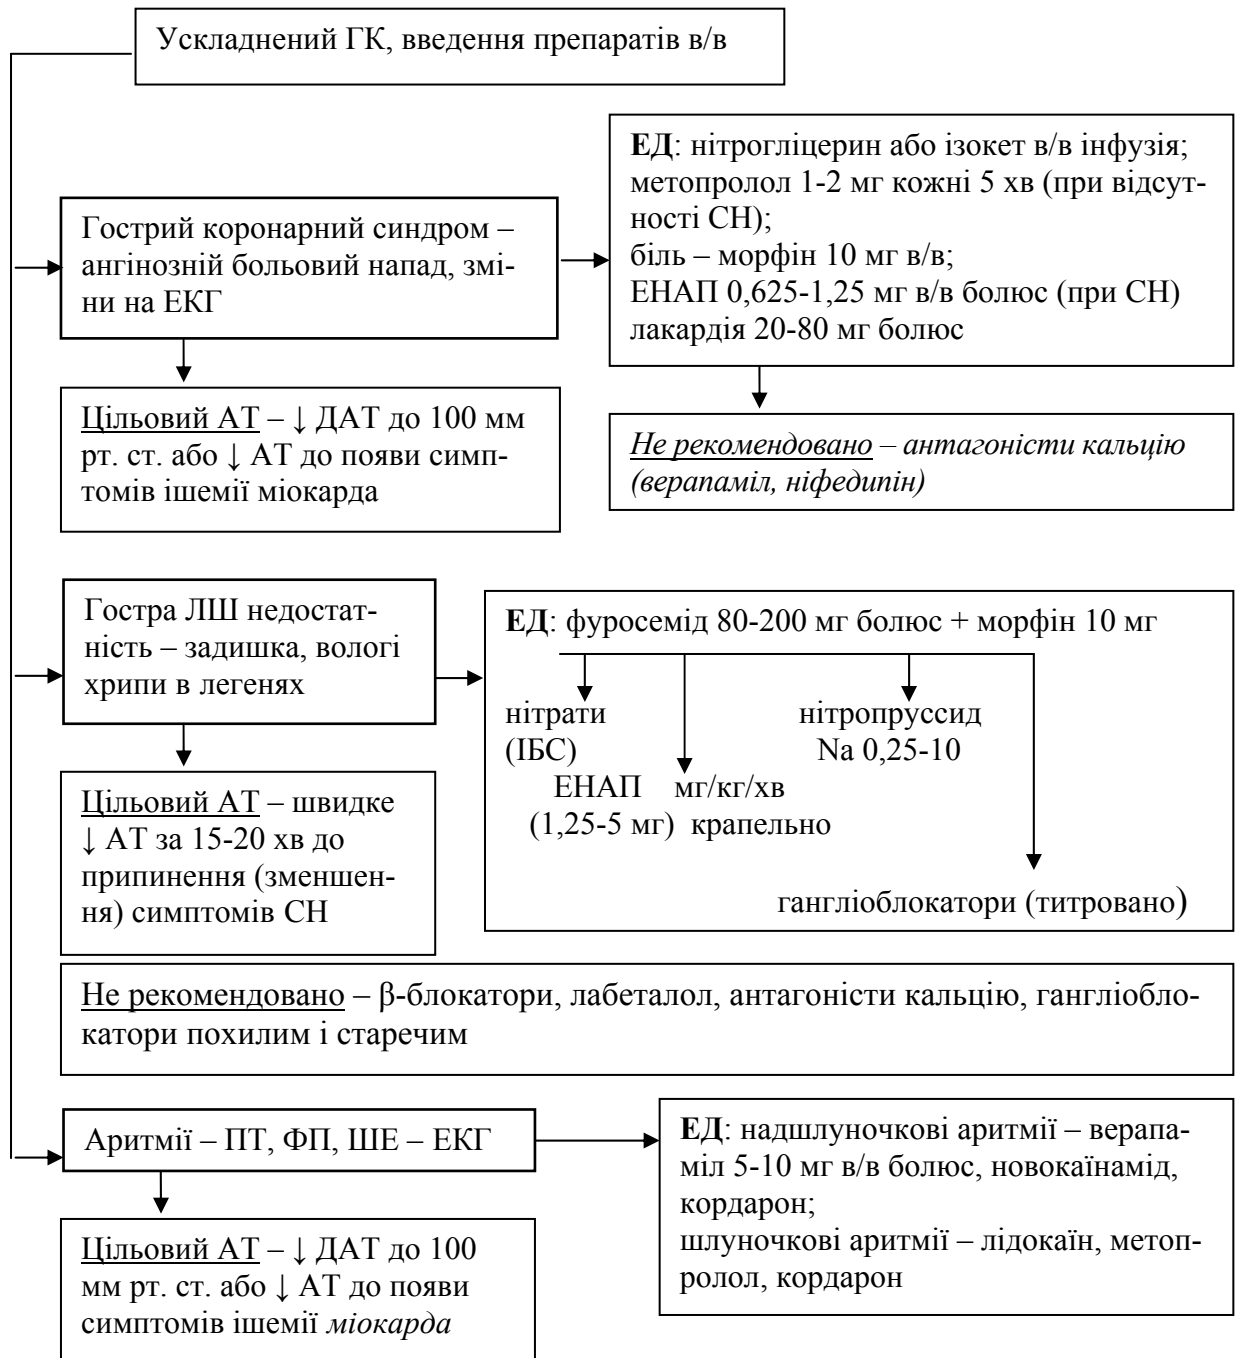 Ускладнений ГК, введення препаратів в/в
Гострий коронарний синдром –
ангінозній больовий напад, змі-
ни на ЕКГ
ЕД: нітрогліцерин або ізокет в/в інфузія;
метопролол 1-2 мг кожні 5 хв (при відсут-
ності СН);
біль – морфін 10 мг в/в;
ЕНАП 0,625-1,25 мг в/в болюс (при СН)
лакардія 20-80 мг болюс
Цільовий АТ – ↓ ДАТ до 100 мм
рт. ст. або ↓ АТ до появи симп-
томів ішемії міокарда
Не рекомендовано – антагоністи кальцію
(верапаміл, ніфедипін)
Гостра ЛШ недостат-
ність – задишка, вологі
хрипи в легенях
ЕД: фуросемід 80-200 мг болюс + морфін 10 мг
нітрати нітропруссид
(ІБС) Na 0,25-10
ЕНАП мг/кг/хв
(1,25-5 мг) крапельно
гангліоблокатори (титровано)
Цільовий АТ – швидке
↓ АТ за 15-20 хв до
припинення (зменшен-
ня) симптомів СН
Не рекомендовано – β-блокатори, лабеталол, антагоністи кальцію, гангліобло-
катори похилим і старечим
Аритмії – ПТ, ФП, ШЕ – ЕКГ
ЕД: надшлуночкові аритмії – верапа-
міл 5-10 мг в/в болюс, новокаїнамід,
кордарон;
шлуночкові аритмії – лідокаїн, метоп-
ролол, кордарон
Цільовий АТ – ↓ ДАТ до 100
мм рт. ст. або ↓ АТ до появи
симптомів ішемії міокарда